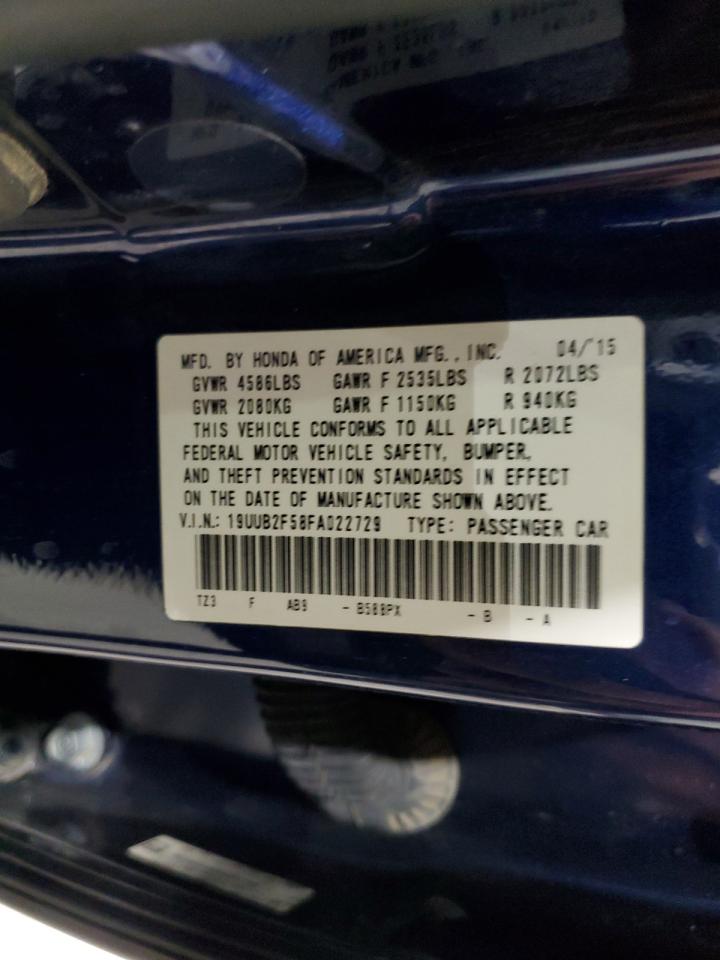 MFD. BY HONDA OF AMERICA MFG., INC. 04/15
GVWR 4586LBS GAWR F 2535LBS R 2072LBS
GVWR 2080KG GAWR F 1150KG R 940KG
THIS VEHICLE CONFORMS TO ALL APPLICABLE
FEDERAL MOTOR VEHICLE SAFETY, BUMPER,
AND THEFT PREVENTION STANDARDS IN EFFECT
ON THE DATE OF MANUFACTURE SHOWN ABOVE.
V.I.N.: 19UUB2F58FA022729 TYPE: PASSENGER CAR
TZ3 F AB9 - B588PX - B - A